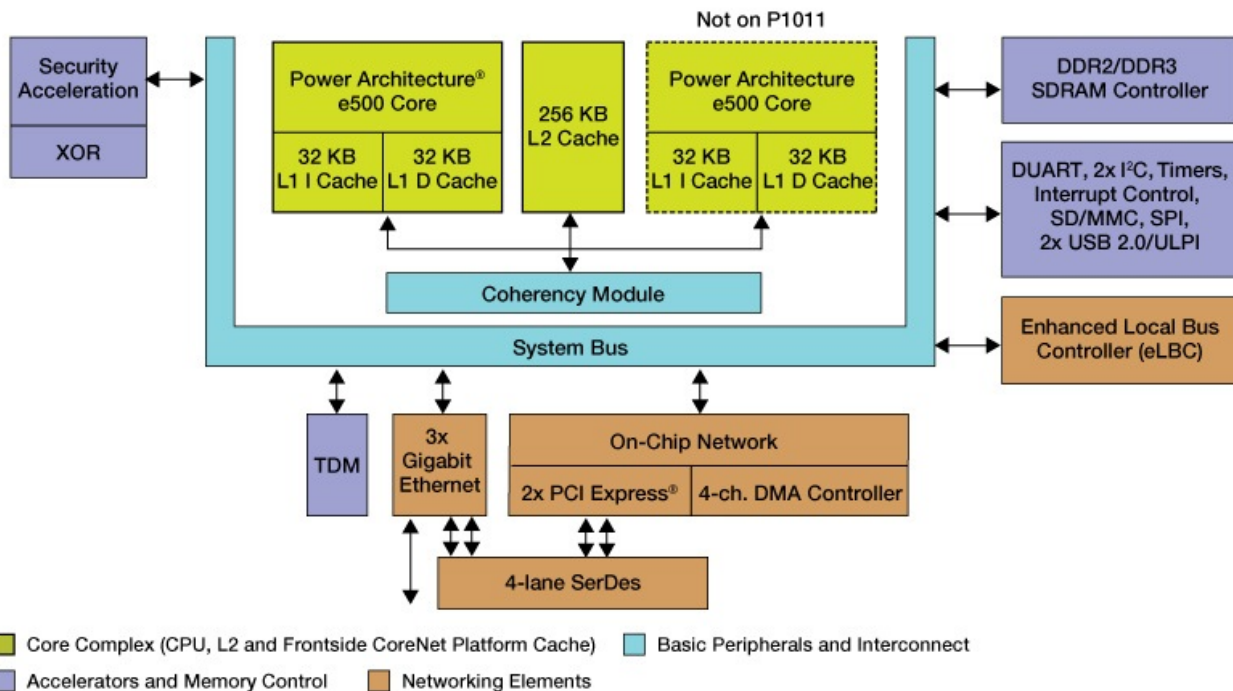 Not on P1011
Security
Acceleration
XOR
Power Architecture®
e500 Core
32 KB
L1 I Cache
32 KB
L1 D Cache
256 KB
L2 Cache
Power Architecture
e500 Core
32 KB
L1 I Cache
32 KB
L1 D Cache
DDR2/DDR3
SDRAM Controller
DUART, 2x I²C, Timers,
Interrupt Control,
SD/MMC, SPI,
2x USB 2.0/ULPI
Coherency Module
System Bus
Enhanced Local Bus
Controller (eLBC)
TDM
3x
Gigabit
Ethernet
On-Chip Network
2x PCI Express®
4-ch. DMA Controller
4-lane SerDes
Core Complex (CPU, L2 and Frontside CoreNet Platform Cache)
Basic Peripherals and Interconnect
Accelerators and Memory Control
Networking Elements